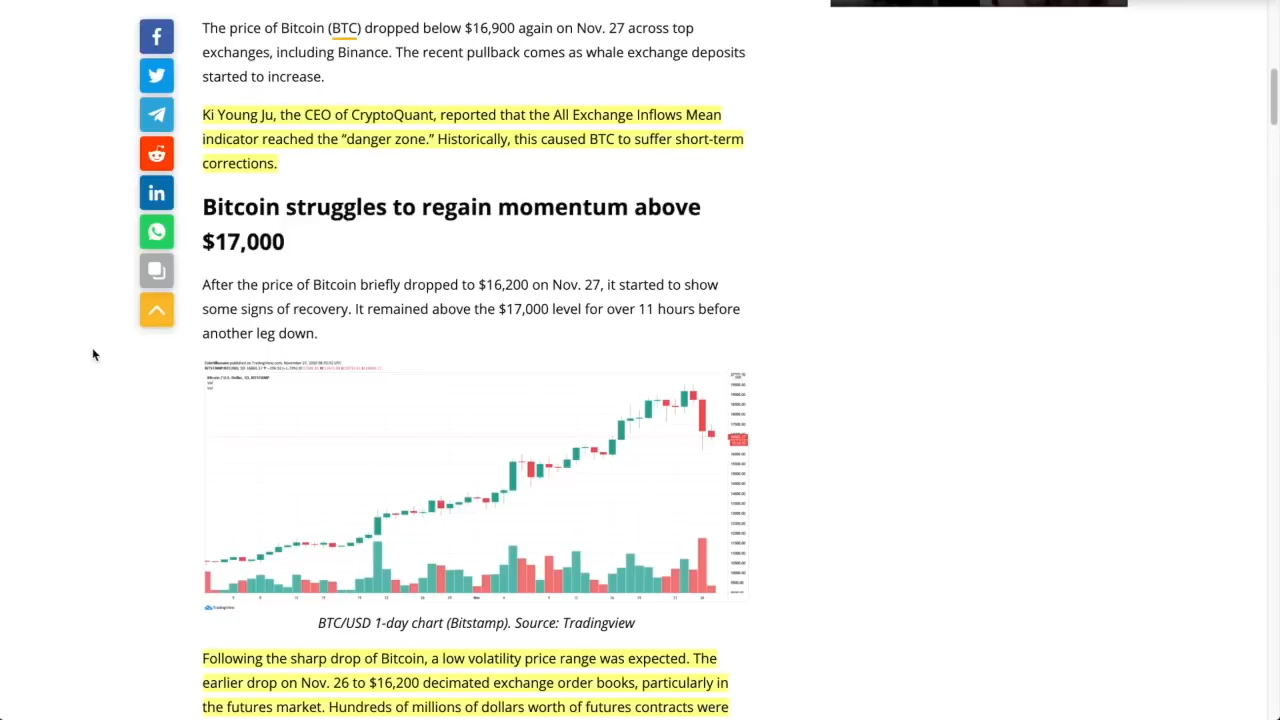 The price of Bitcoin (BTC) dropped below $16,900 again on Nov. 27 across top
exchanges, including Binance. The recent pullback comes as whale exchange deposits
started to increase.
Ki Young Ju, the CEO of CryptoQuant, reported that the All Exchange Inflows Mean
indicator reached the “danger zone.” Historically, this caused BTC to suffer short-term
corrections.
Bitcoin struggles to regain momentum above
$17,000
After the price of Bitcoin briefly dropped to $16,200 on Nov. 27, it started to show
some signs of recovery. It remained above the $17,000 level for over 11 hours before
another leg down.
Bitcoin / U.S. Dollar, 1D, BITSTAMP
TradingView
BTC/USD 1-day chart (Bitstamp). Source: Tradingview
Following the sharp drop of Bitcoin, a low volatility price range was expected. The
earlier drop on Nov. 26 to $16,200 decimated exchange order books, particularly in
the futures market. Hundreds of millions of dollars worth of futures contracts were